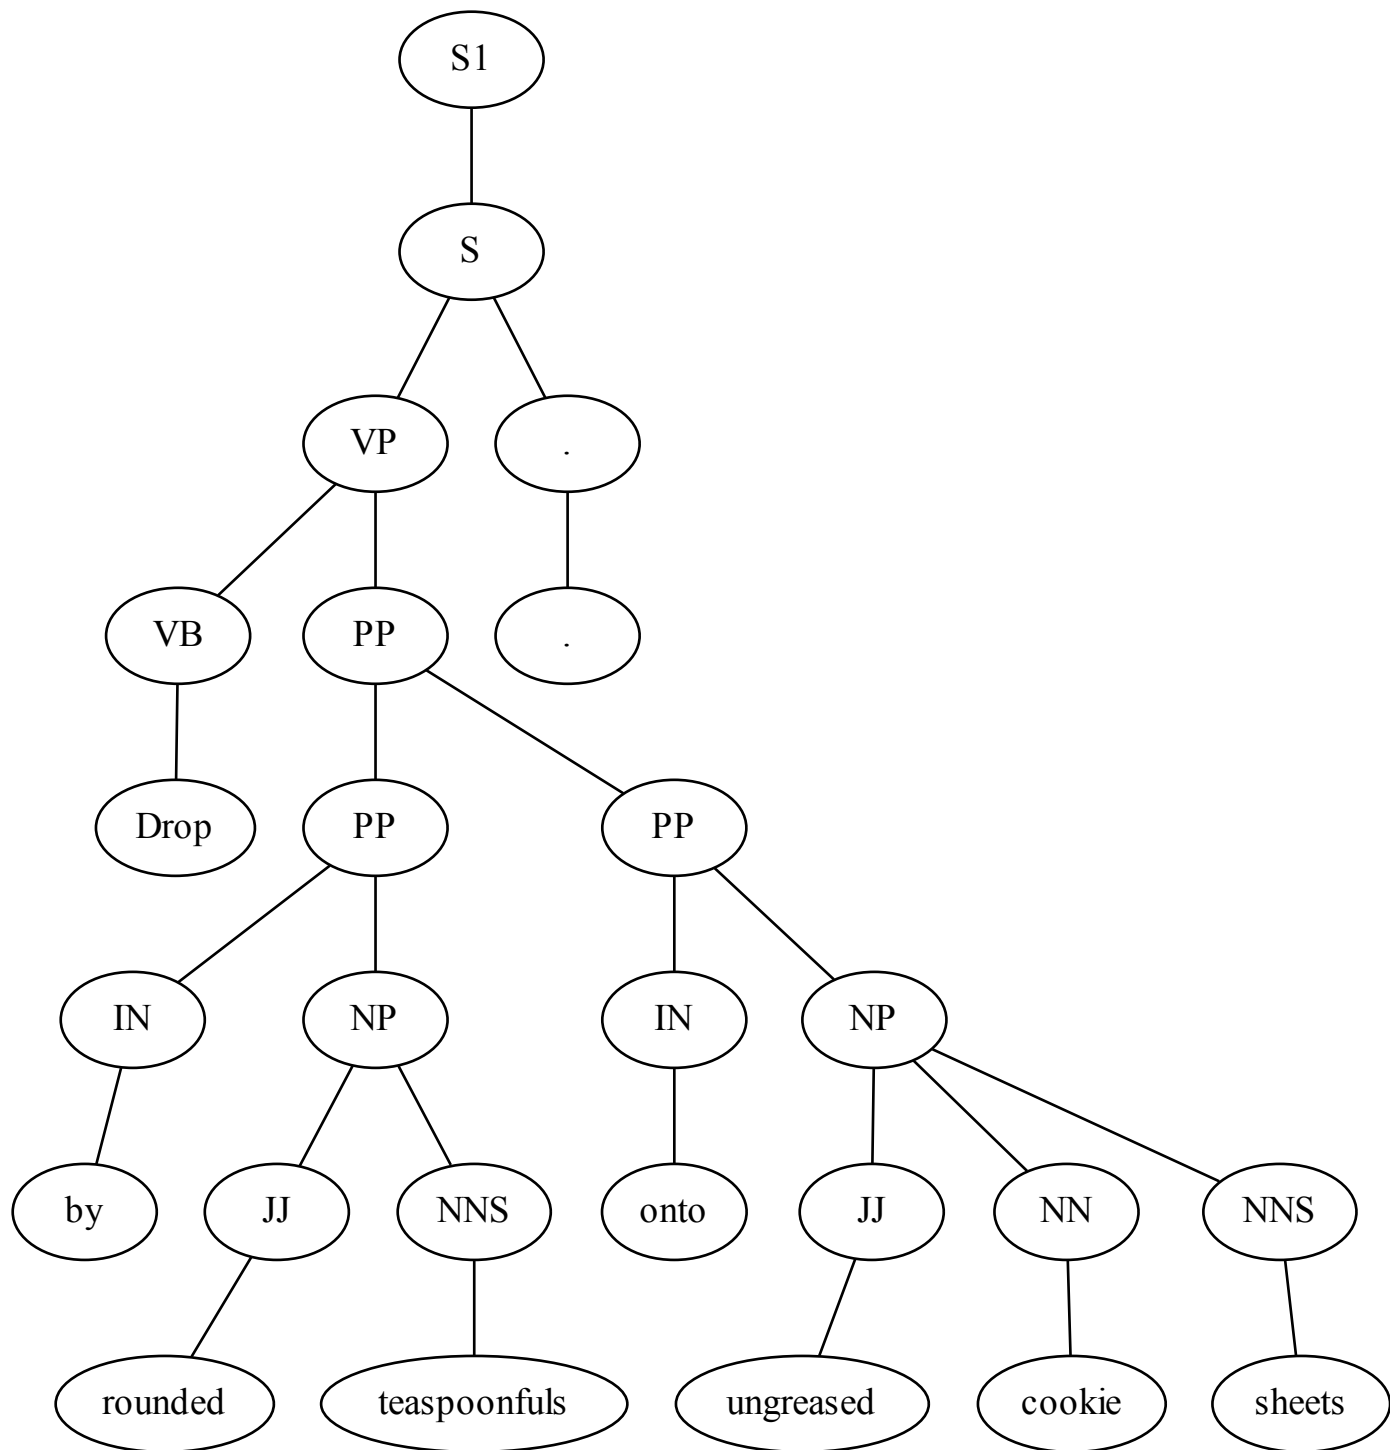 S1
S
VP .
VB PP .
Drop PP PP
IN NP IN NP
by JJ NNS onto JJ NN NNS
rounded teaspoonfuls ungreased cookie sheets